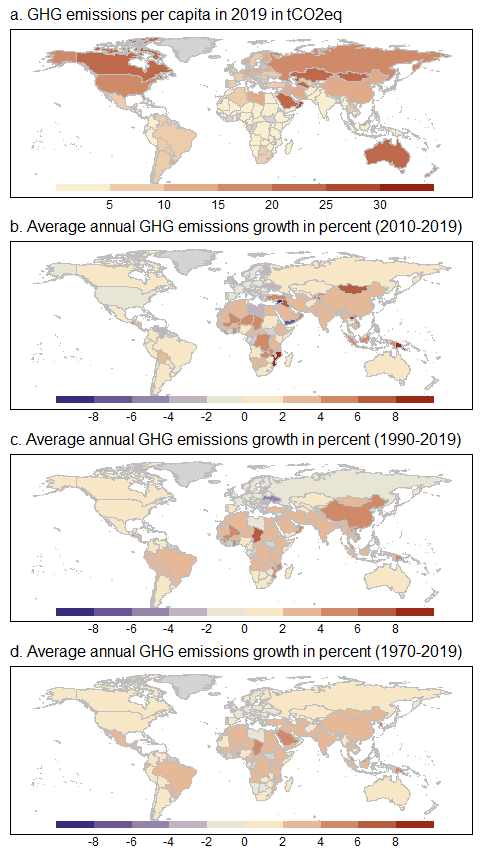 a. GHG emissions per capita in 2019 in tCO2eq
5 10 15 20 25 30
b. Average annual GHG emissions growth in percent (2010-2019)
-8 -6 -4 -2 0 2 4 6 8
c. Average annual GHG emissions growth in percent (1990-2019)
-8 -6 -4 -2 0 2 4 6 8
d. Average annual GHG emissions growth in percent (1970-2019)
-8 -6 -4 -2 0 2 4 6 8